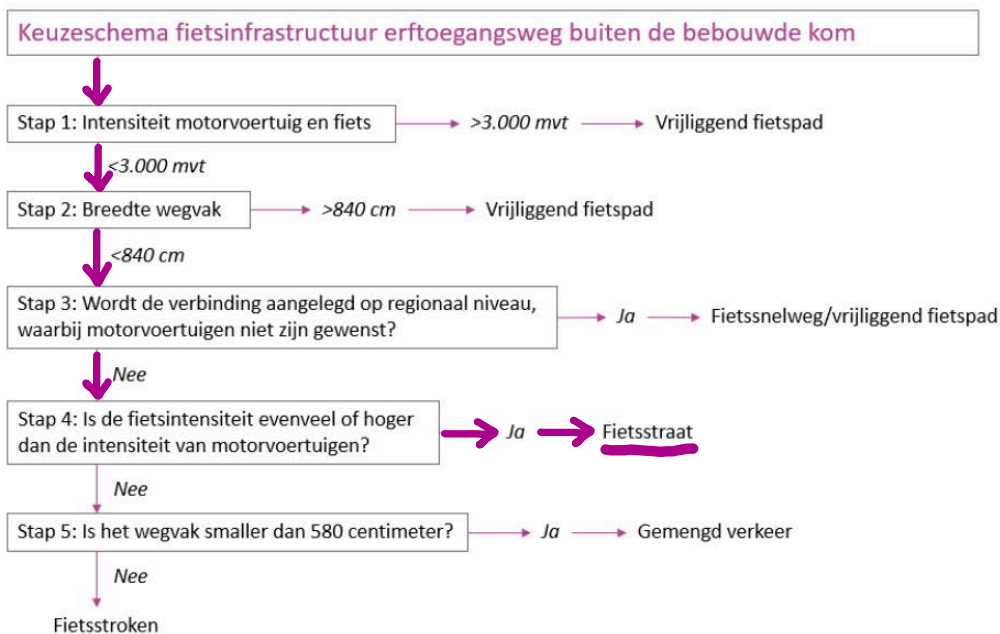 Keuzeschema fietsinfrastructuur erftoegangsweg buiten de bebouwde kom
Stap 1: Intensiteit motorvoertuig en fiets
>3.000 mvt
Vrijliggend fietspad
<3.000 mvt
Stap 2: Breedte wegvak
>840 cm
Vrijliggend fietspad
<840 cm
Stap 3: Wordt de verbinding aangelegd op regionaal niveau,
waarbij motorvoertuigen niet zijn gewenst?
Ja
Fietssnelweg/vrijliggend fietspad
Nee
Stap 4: Is de fietsintensiteit evenveel of hoger
dan de intensiteit van motorvoertuigen?
Ja
Fietsstraat
Nee
Stap 5: Is het wegvak smaller dan 580 centimeter?
Ja
Gemengd verkeer
Nee
Fietsstroken